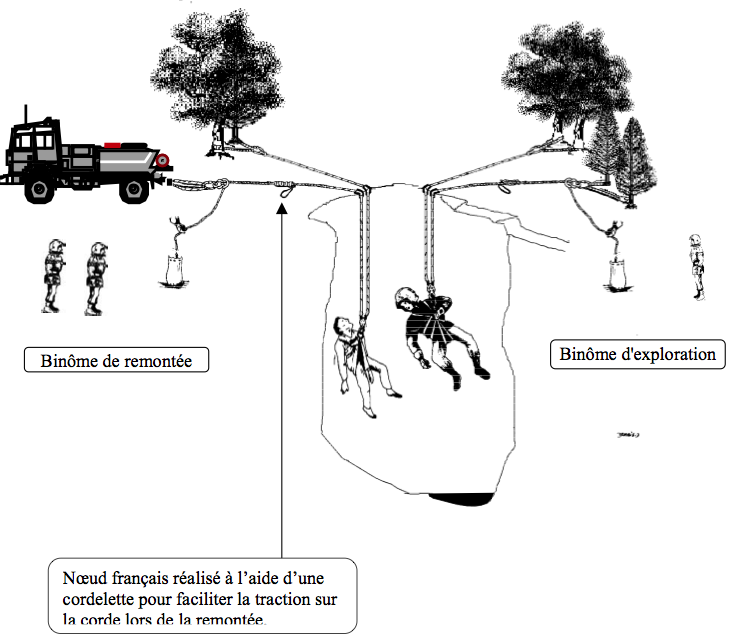 Binôme de remontée
Binôme d'exploration
Nœud français réalisé à l’aide d’une
cordelette pour faciliter la traction sur
la corde lors de la remontée.